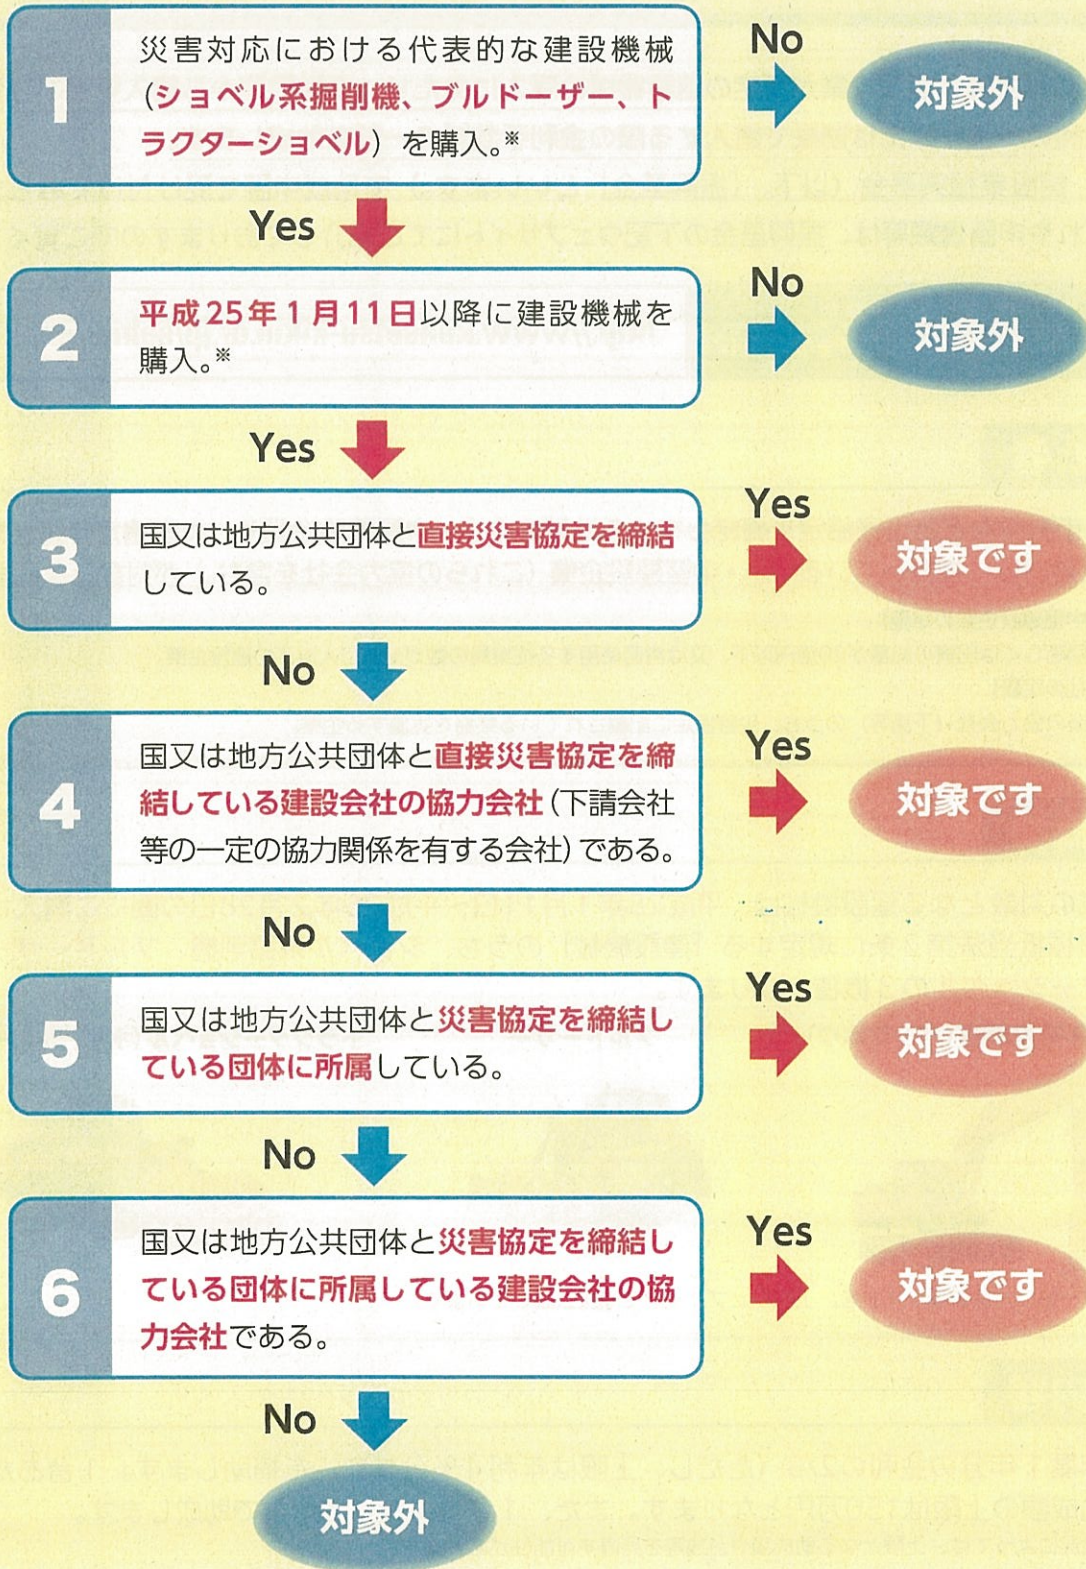 1
災害対応における代表的な建設機械
（ショベル系掘削機、ブルドーザー、ト
ラクターショベル）を購入。※
No
対象外
Yes
2
平成25年１月11日以降に建設機械を
購入。※
No
対象外
Yes
3
国又は地方公共団体と直接災害協定を締結
している。
Yes
対象です
No
4
国又は地方公共団体と直接災害協定を締
結している建設会社の協力会社（下請会社
等の一定の協力関係を有する会社）である。
Yes
対象です
No
5
国又は地方公共団体と災害協定を締結し
ている団体に所属している。
Yes
対象です
No
6
国又は地方公共団体と災害協定を締結し
ている団体に所属している建設会社の協
力会社である。
Yes
対象です
No
対象外